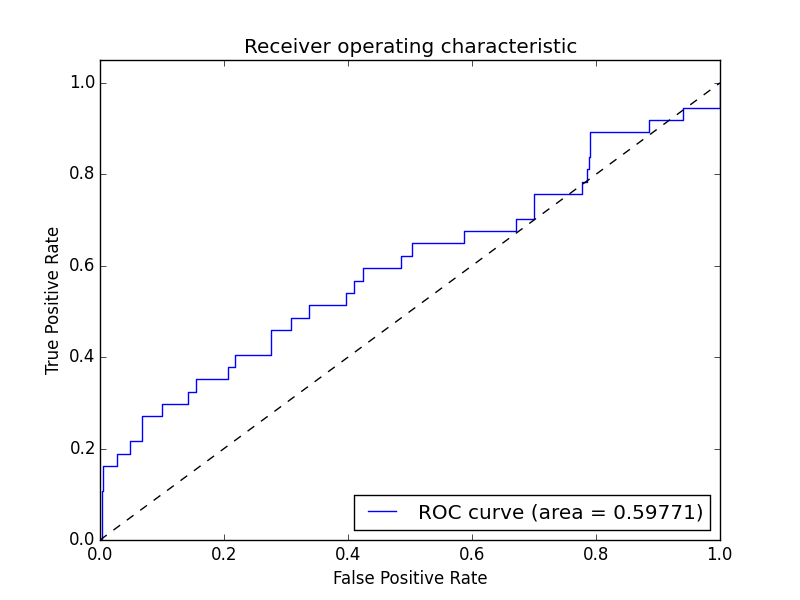 Receiver operating characteristic
True Positive Rate
1.0
0.8
0.6
0.4
0.2
0.0
ROC curve (area = 0.59771)
0.0 0.2 0.4 0.6 0.8 1.0
False Positive Rate